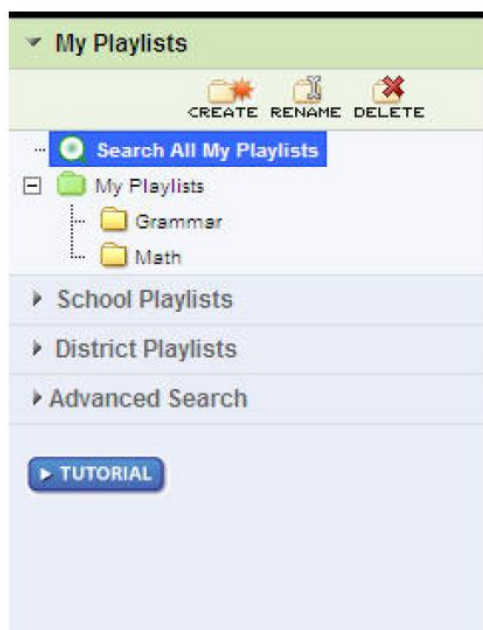 My Playlists
CREATE RENAME DELETE
Search All My Playlists
My Playlists
Grammar
Math
School Playlists
District Playlists
Advanced Search
TUTORIAL